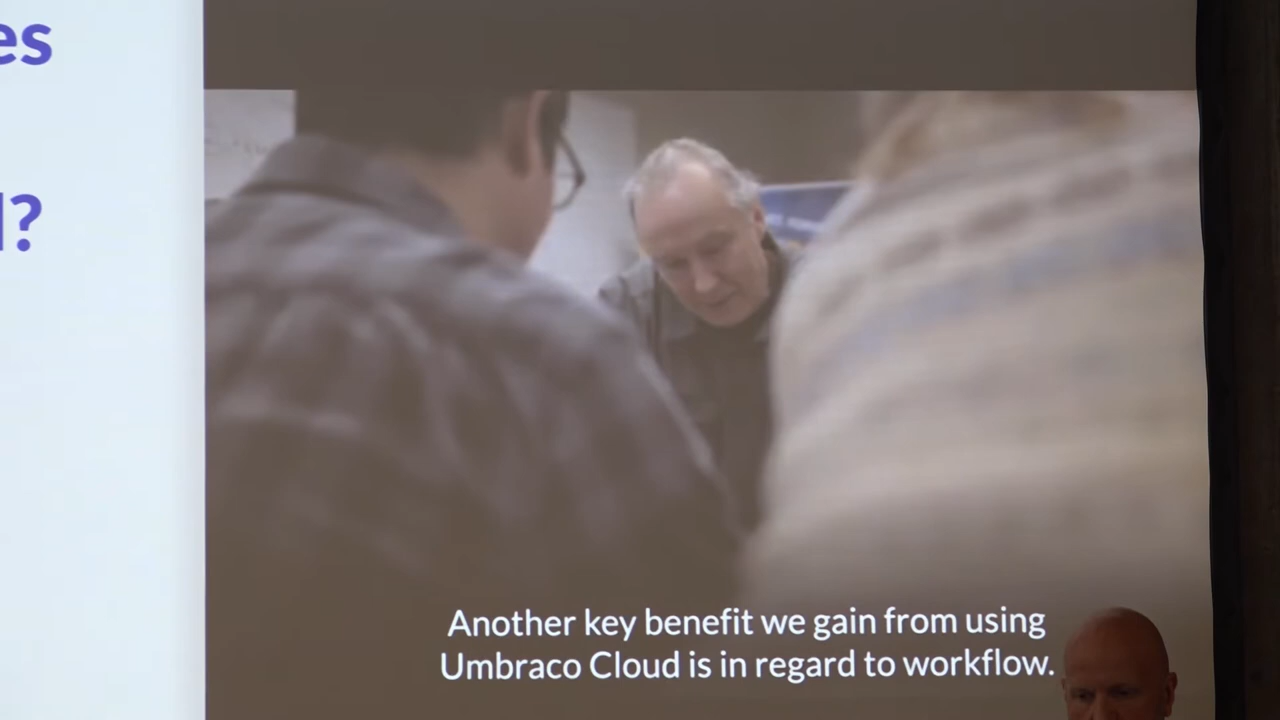 es
?
Another key benefit we gain from using
Umbraco Cloud is in regard to workflow.